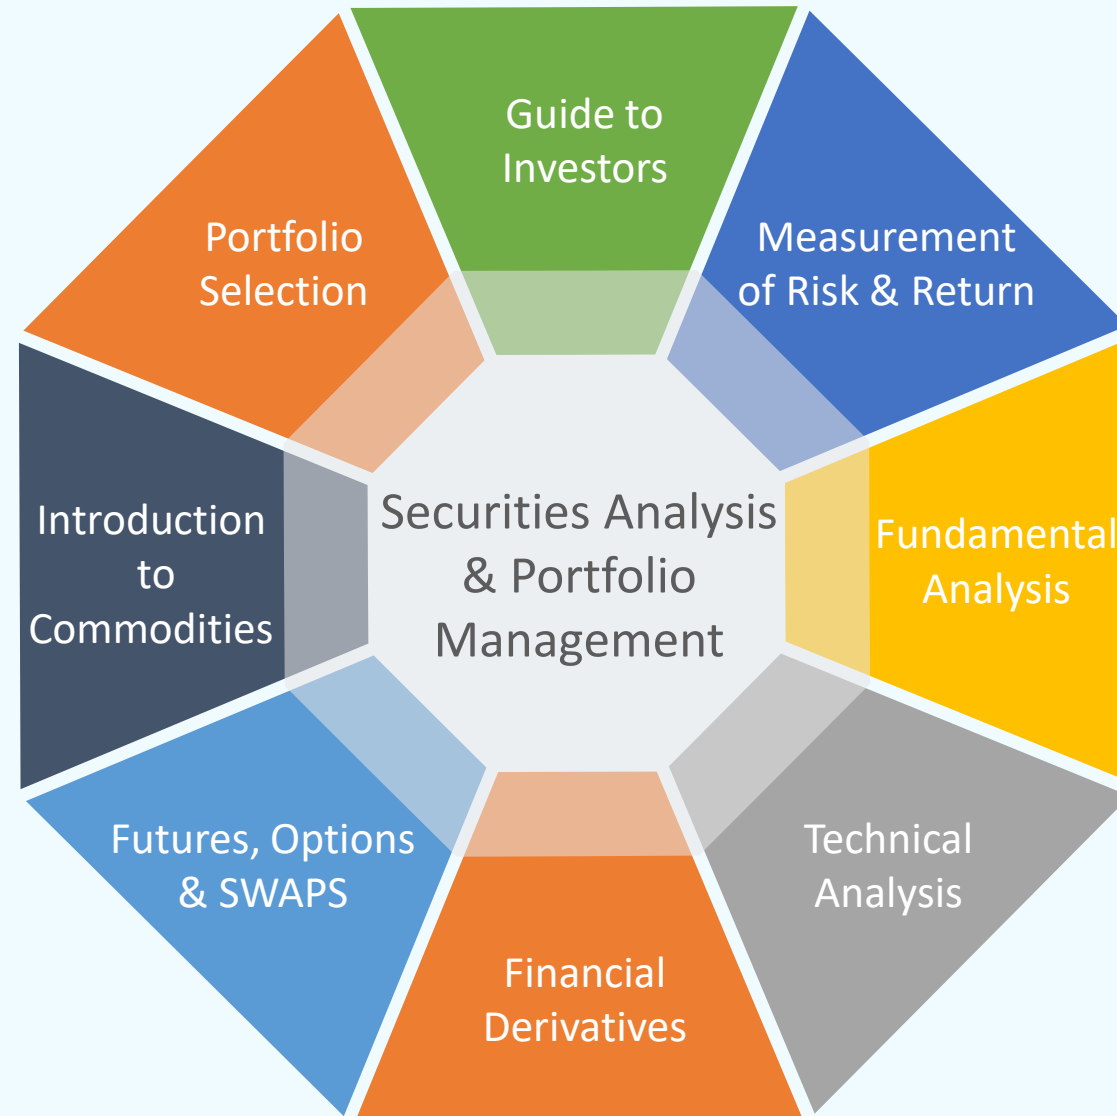 Guide to
Investors
Measurement
of Risk & Return
Fundamental
Analysis
Technical
Analysis
Financial
Derivatives
Futures, Options
& SWAPS
Introduction
to
Commodities
Portfolio
Selection
Securities Analysis
& Portfolio
Management